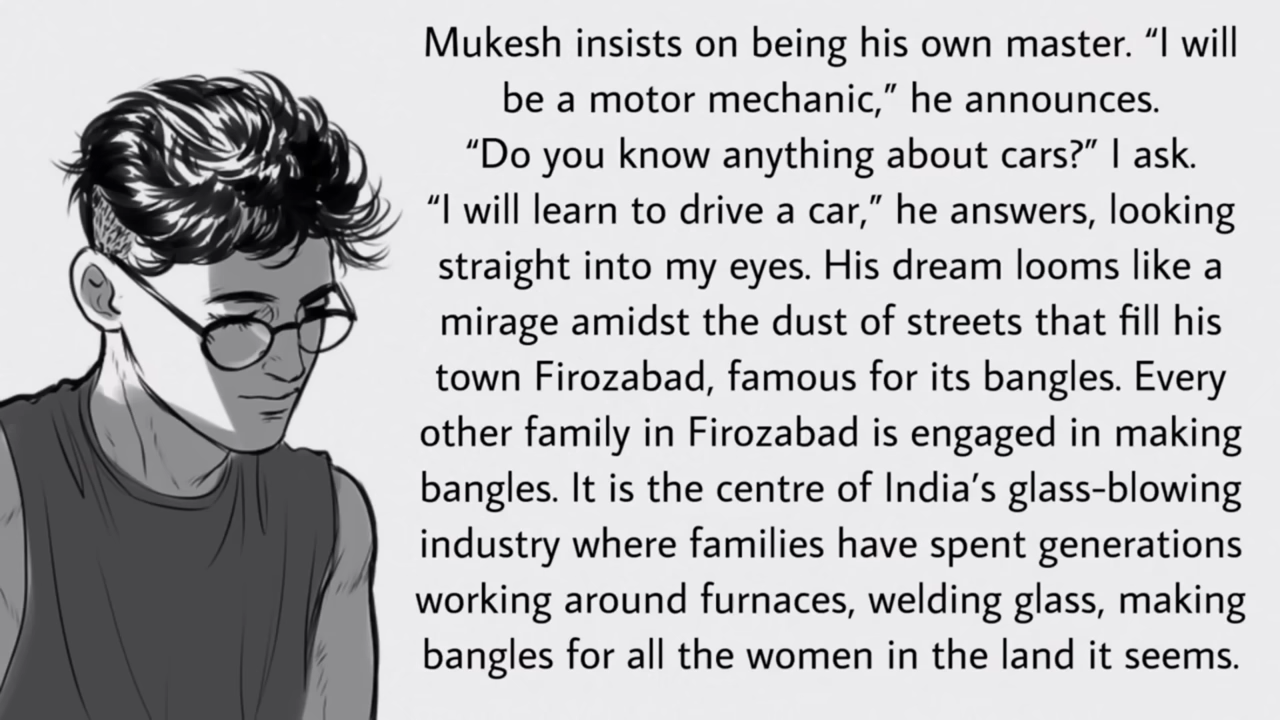 Mukesh insists on being his own master. “I will
be a motor mechanic,” he announces.
“Do you know anything about cars?” I ask.
“I will learn to drive a car,” he answers, looking
straight into my eyes. His dream looms like a
mirage amidst the dust of streets that fill his
town Firozabad, famous for its bangles. Every
other family in Firozabad is engaged in making
bangles. It is the centre of India’s glass-blowing
industry where families have spent generations
working around furnaces, welding glass, making
bangles for all the women in the land it seems.